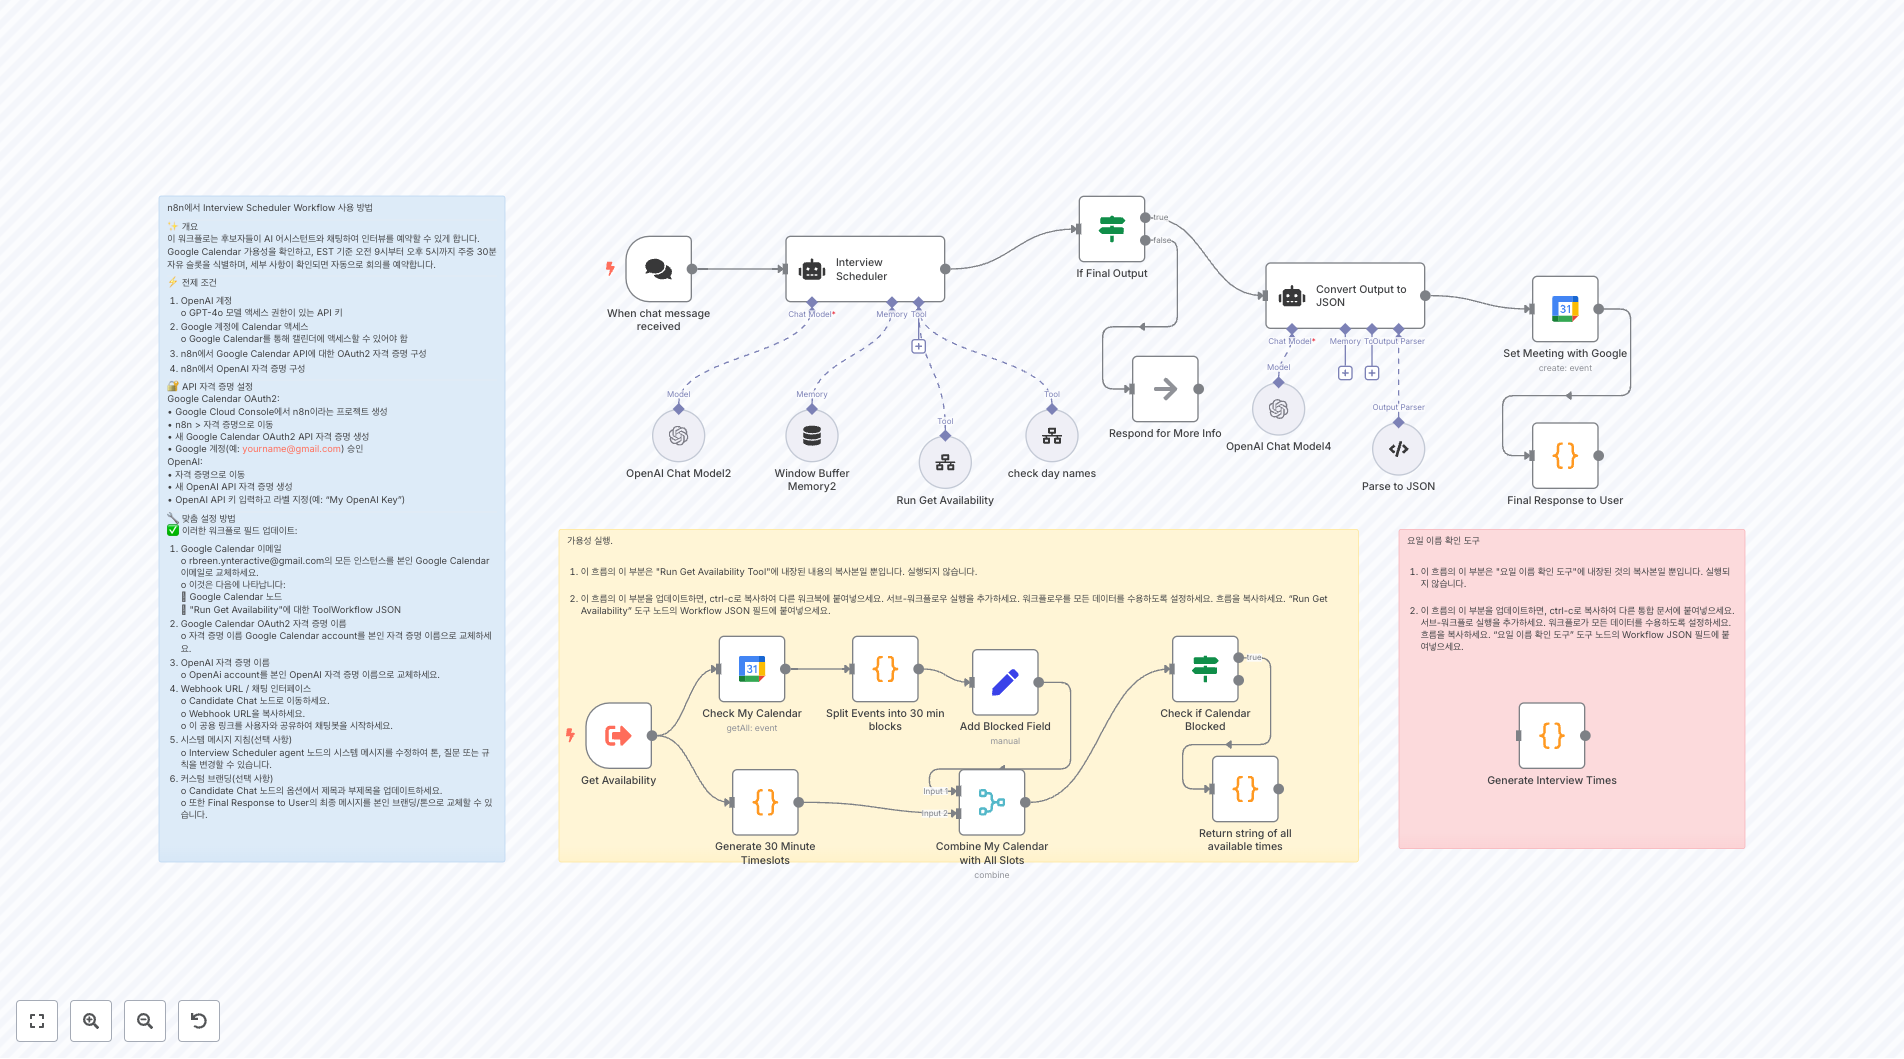 n8n에서 Interview Scheduler Workflow 사용 방법
✨ 개요
이 워크플로는 후보자들이 AI 어시스턴트와 채팅하여 인터뷰를 예약할 수 있게 합니다.
Google Calendar 가용성을 확인하고, EST 기준 오전 9시부터 오후 5시까지 주중 30분
자유 슬롯을 식별하며, 세부 사항이 확인되면 자동으로 회의를 예약합니다.
⚡ 전제 조건
1. OpenAI 계정
o GPT-4o 모델 액세스 권한이 있는 API 키
2. Google 계정에 Calendar 액세스
o Google Calendar를 통해 캘린더에 액세스할 수 있어야 함
3. n8n에서 Google Calendar API에 대한 OAuth2 자격 증명 구성
4. n8n에서 OpenAI 자격 증명 구성
🔐 API 자격 증명 설정
Google Calendar OAuth2:
• Google Cloud Console에서 n8n이라는 프로젝트 생성
• n8n > 자격 증명으로 이동
• 새 Google Calendar OAuth2 API 자격 증명 생성
• Google 계정(예: yourname@gmail.com) 승인
OpenAI:
• 자격 증명으로 이동
• 새 OpenAI API 자격 증명 생성
• OpenAI API 키 입력하고 라벨 지정(예: “My OpenAI Key”)
🔧 맞춤 설정 방법
✅ 이러한 워크플로 필드 업데이트:
1. Google Calendar 이메일
o rbreen.ynteractive@gmail.com의 모든 인스턴스를 본인 Google Calendar
이메일로 교체하세요.
o 이것은 다음에 나타납니다:
Google Calendar 노드
"Run Get Availability"에 대한 ToolWorkflow JSON
2. Google Calendar OAuth2 자격 증명 이름
o 자격 증명 이름 Google Calendar account를 본인 자격 증명 이름으로 교체하세
요.
3. OpenAI 자격 증명 이름
o OpenAi account를 본인 OpenAI 자격 증명 이름으로 교체하세요.
4. Webhook URL / 채팅 인터페이스
o Candidate Chat 노드로 이동하세요.
o Webhook URL을 복사하세요.
o 이 공용 링크를 사용자와 공유하여 채팅봇을 시작하세요.
5. 시스템 메시지 지침(선택 사항)
o Interview Scheduler agent 노드의 시스템 메시지를 수정하여 톤, 질문 또는 규
칙을 변경할 수 있습니다.
6. 커스텀 브랜딩(선택 사항)
o Candidate Chat 노드의 옵션에서 제목과 부제목을 업데이트하세요.
o 또한 Final Response to User의 최종 메시지를 본인 브랜딩/톤으로 교체할 수 있
습니다.
When chat message
received
Interview
Scheduler
Chat Model*
Memory
Tool
Model
OpenAI Chat Model2
Memory
Window Buffer
Memory2
Tool
Run Get Availability
Tool
check day names
true
false
If Final Output
Respond for More Info
Convert Output to
JSON
Chat Model*
Memory
To
Output Parser
Model
OpenAI Chat Model4
Output Parser
Parse to JSON
Set Meeting with Google
create: event
Final Response to User
가용성 실행.
1. 이 흐름의 이 부분은 "Run Get Availability Tool"에 내장된 내용의 복사본일 뿐입니다. 실행되지 않습니다.
2. 이 흐름의 이 부분을 업데이트하면, ctrl-c로 복사하여 다른 워크북에 붙여넣으세요. 서브-워크플로우 실행을 추가하세요. 워크플로우를 모든 데이터를 수용하도록 설정하세요. 흐름을 복사하세요. “Run Get
Availability” 도구 노드의 Workflow JSON 필드에 붙여넣으세요.
Get Availability
Check My Calendar
getAll: event
Split Events into 30 min
blocks
Add Blocked Field
manual
Generate 30 Minute
Timeslots
Input 1
Input 2
Combine My Calendar
with All Slots
combine
true
Check if Calendar
Blocked
Return string of all
available times
요일 이름 확인 도구
1. 이 흐름의 이 부분은 "요일 이름 확인 도구"에 내장된 것의 복사본일 뿐입니다. 실행되
지 않습니다.
2. 이 흐름의 이 부분을 업데이트하면, ctrl-c로 복사하여 다른 통합 문서에 붙여넣으세요.
서브-워크플로 실행을 추가하세요. 워크플로가 모든 데이터를 수용하도록 설정하세요.
흐름을 복사하세요. “요일 이름 확인 도구” 도구 노드의 Workflow JSON 필드에 붙
여넣으세요.
Generate Interview Times